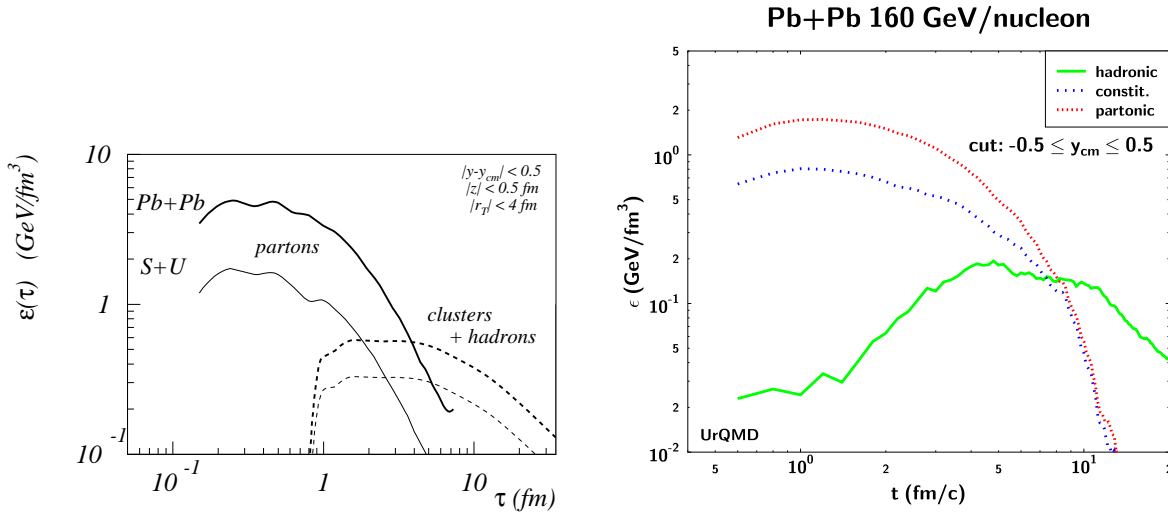 ε(τ) (GeV/fm³)
10
1
10⁻¹
Pb+Pb
S+U
partons
clusters
+ hadrons
|y-y_cm| < 0.5
|z| < 0.5 fm
|r_T| < 4 fm
10⁻¹
1
10
τ (fm)
Pb+Pb 160 GeV/nucleon
hadronic
constit.
partonic
cut: -0.5 ≤ y_cm ≤ 0.5
ϵ (GeV/fm³)
5
2
10⁰
5
2
10⁻¹
5
2
10⁻²
UrQMD
5
10⁰
2
5
10¹
2
t (fm/c)